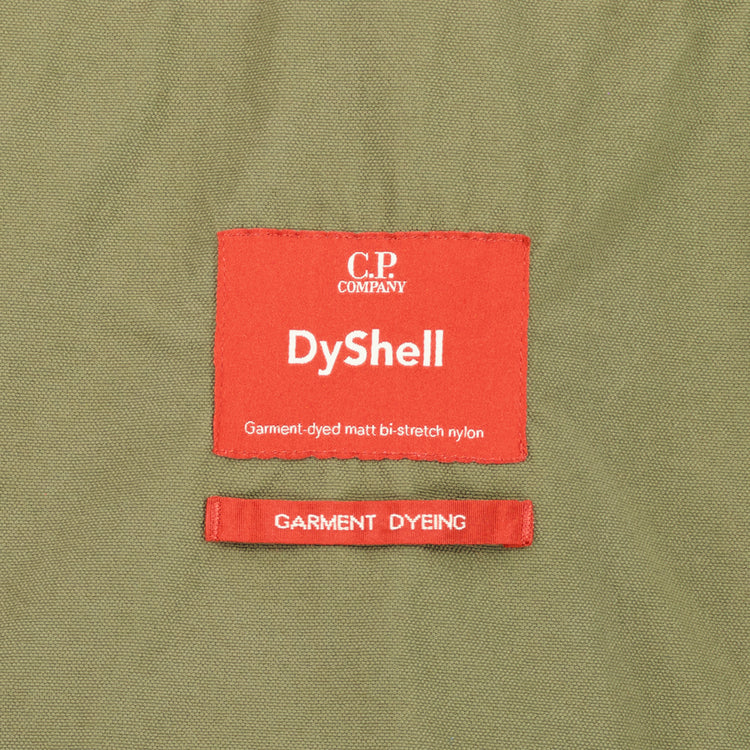 C.P.
COMPANY
DyShell
Garment-dyed matt bi-stretch nylon
GARMENT DYEING